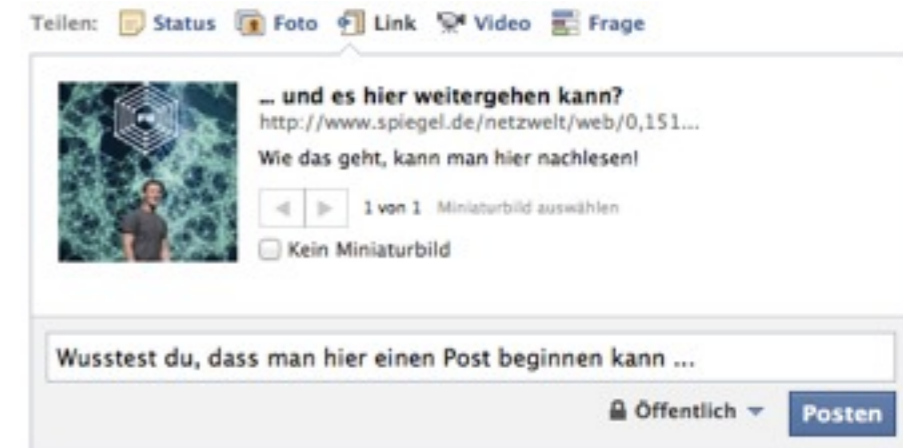 Teilen: Status Foto Link Video Frage
... und es hier weitergehen kann?
http://www.spiegel.de/netzwelt/web/0,151...
Wie das geht, kann man hier nachlesen!
1 von 1 Miniaturbild auswählen
Kein Miniaturbild
Wusstest du, dass man hier einen Post beginnen kann ...
Öffentlich
Posten